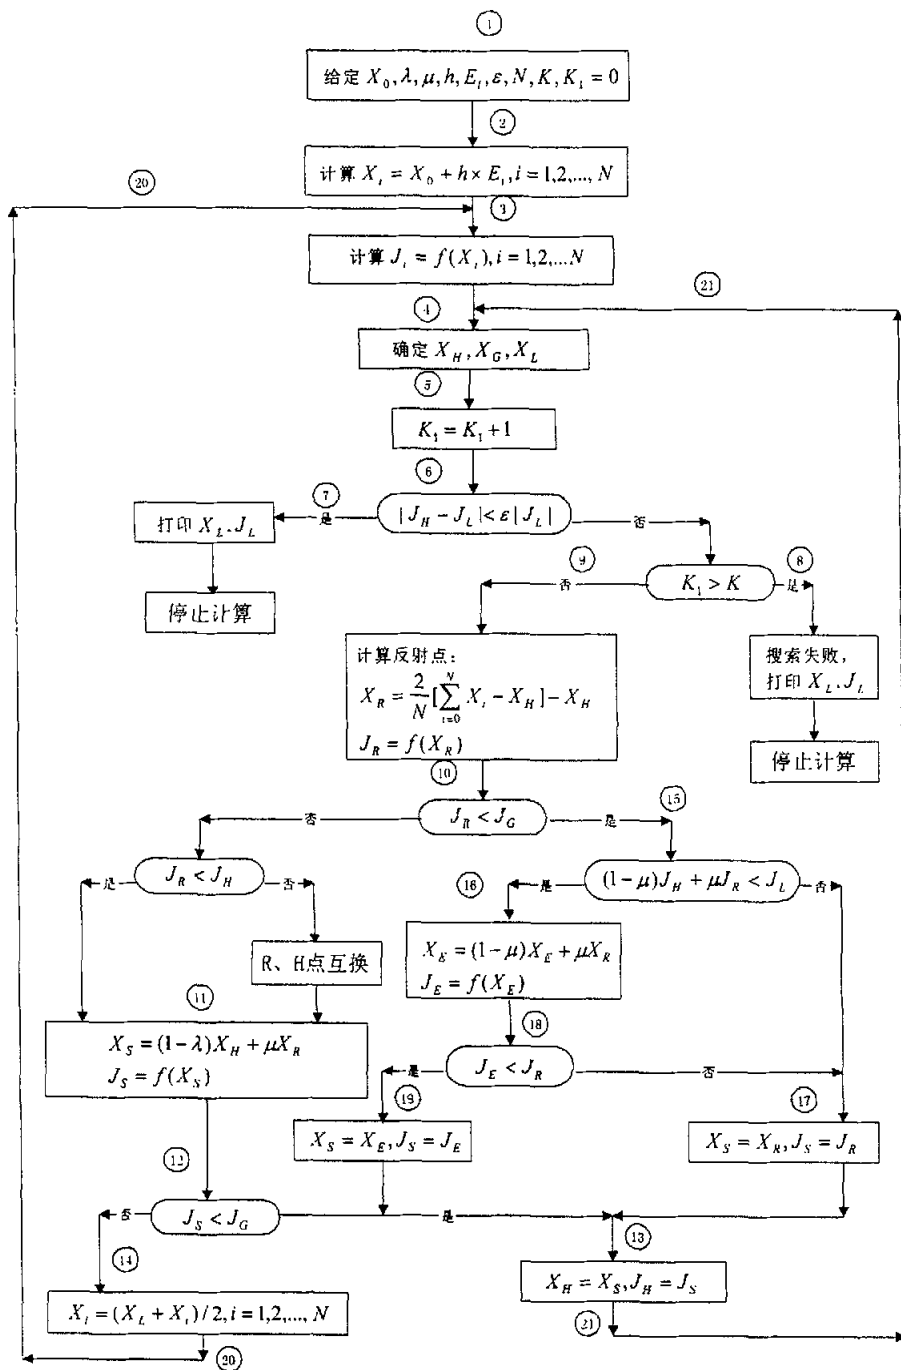 ①
给定 X₀, λ, μ, h, Eᵢ, ε, N, K, K₁ = 0
②
计算 Xᵢ = X₀ + h × Eᵢ, i = 1,2,..., N
⑳
③
计算 Jᵢ = f(Xᵢ), i = 1,2,...N
㉑
④
确定 X_H, X_G, X_L
⑤
K₁ = K₁ + 1
⑥
⑦
| J_H − J_L | < ε | J_L |
是
否
打印 X_L、J_L
停止计算
⑨
⑧
否
K₁ > K
是
计算反射点：
X_R = 2/N [∑_{i=0}^{N} Xᵢ − X_H] − X_H
J_R = f(X_R)
搜索失败，
打印 X_L、J_L
停止计算
⑩
⑮
否
J_R < J_G
是
是
J_R < J_H
否
⑯
是
(1−μ)J_H + μJ_R < J_L
否
R、H点互换
X_E = (1−μ)X_E + μX_R
J_E = f(X_E)
⑪
⑱
X_S = (1−λ)X_H + μX_R
J_S = f(X_S)
是
J_E < J_R
否
⑲
⑰
X_S = X_E, J_S = J_E
X_S = X_R, J_S = J_R
⑫
否
J_S < J_G
是
⑬
⑭
X_H = X_S, J_H = J_S
Xᵢ = (X_L + Xᵢ) / 2, i = 1,2,..., N
㉑
⑳